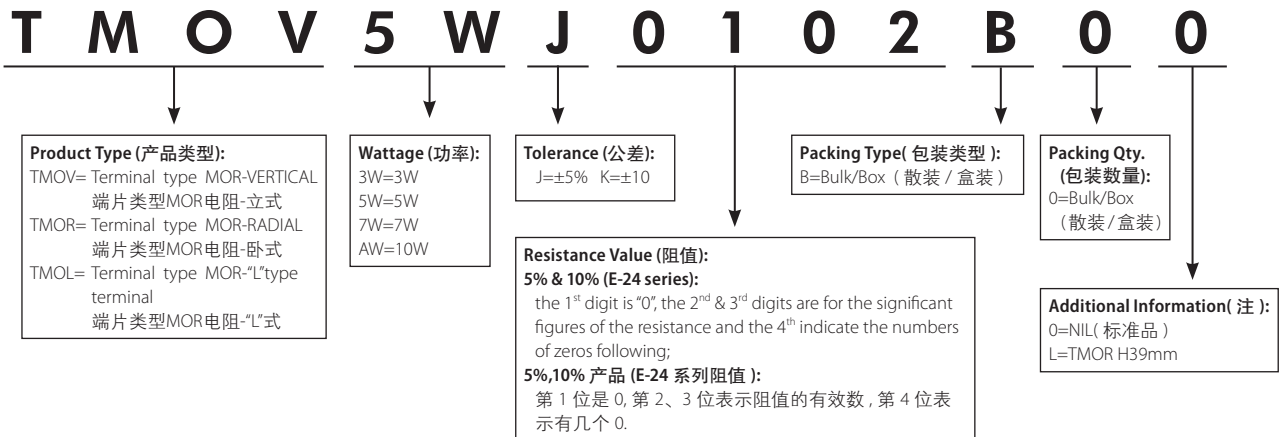 T M O V 5 W J 0 1 0 2 B 0 0
Product Type (产品类型):
TMOV= Terminal type MOR-VERTICAL
端片类型MOR电阻-立式
TMOR= Terminal type MOR-RADIAL
端片类型MOR电阻-卧式
TMOL= Terminal type MOR-“L”type
terminal
端片类型MOR电阻-“L”式
Wattage (功率):
3W=3W
5W=5W
7W=7W
AW=10W
Tolerance (公差):
J=±5% K=±10
Resistance Value (阻值):
5% & 10% (E-24 series):
the 1st digit is “0”, the 2nd & 3rd digits are for the significant
figures of the resistance and the 4th indicate the numbers
of zeros following;
5%,10% 产品 (E-24 系列阻值 ):
第 1 位是 0, 第 2、3 位表示阻值的有效数 , 第 4 位表
示有几个 0.
Packing Type( 包装类型 ):
B=Bulk/Box ( 散装 / 盒装 )
Packing Qty.
(包装数量):
0=Bulk/Box
(散装/盒装)
Additional Information( 注 ):
0=NIL( 标准品 )
L=TMOR H39mm